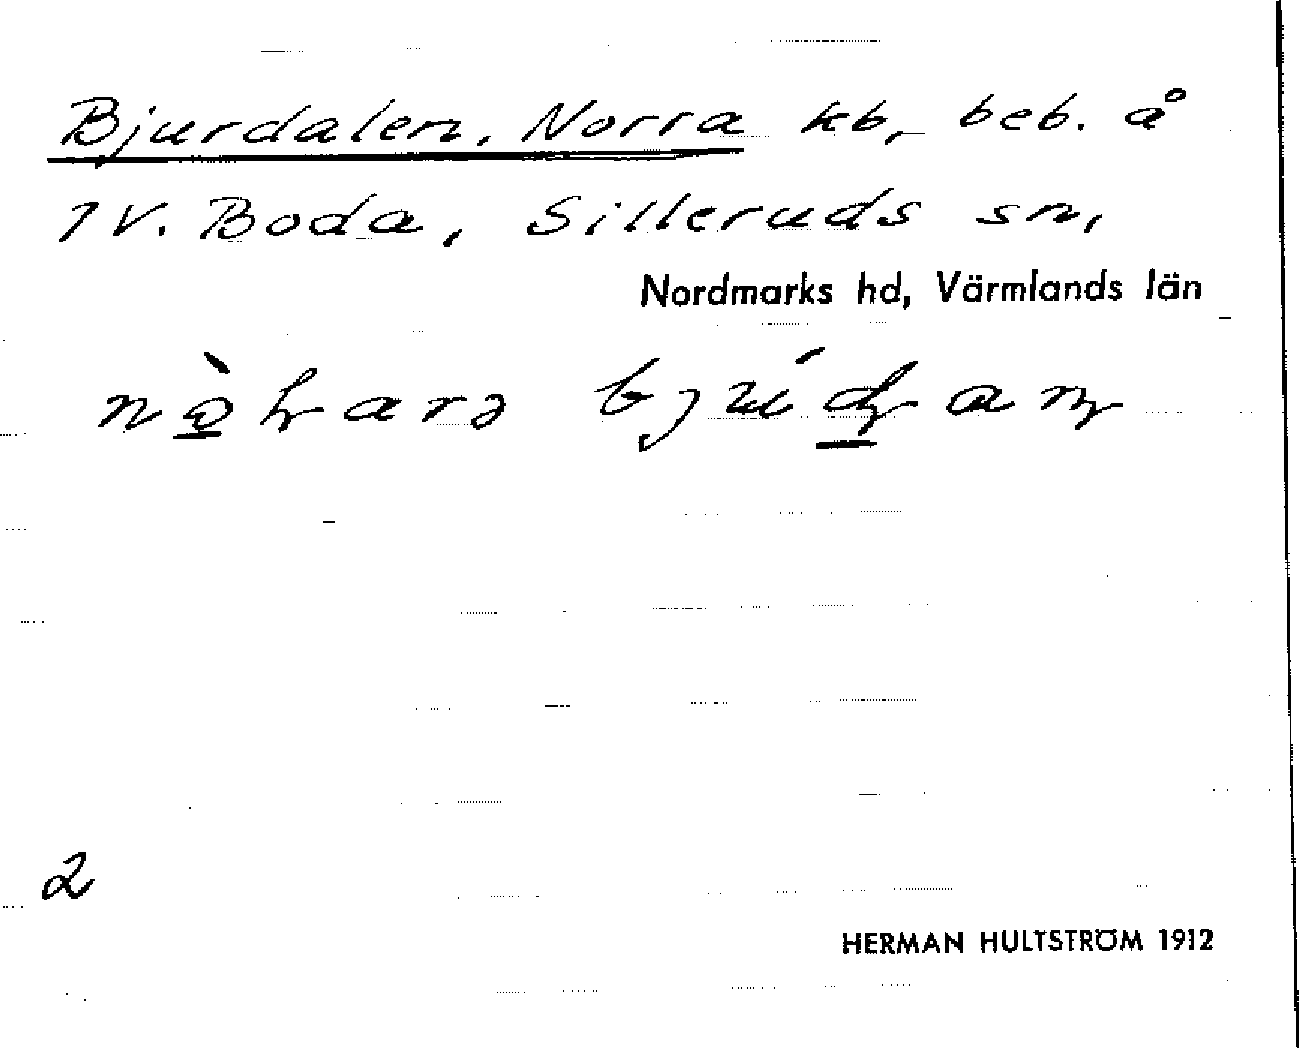 Bjurdalen, Norra kb, beb. å
1 V. Boda, Silleruds sn,
Nordmarks hd, Värmlands län
2
HERMAN HULTSTRÖM 1912